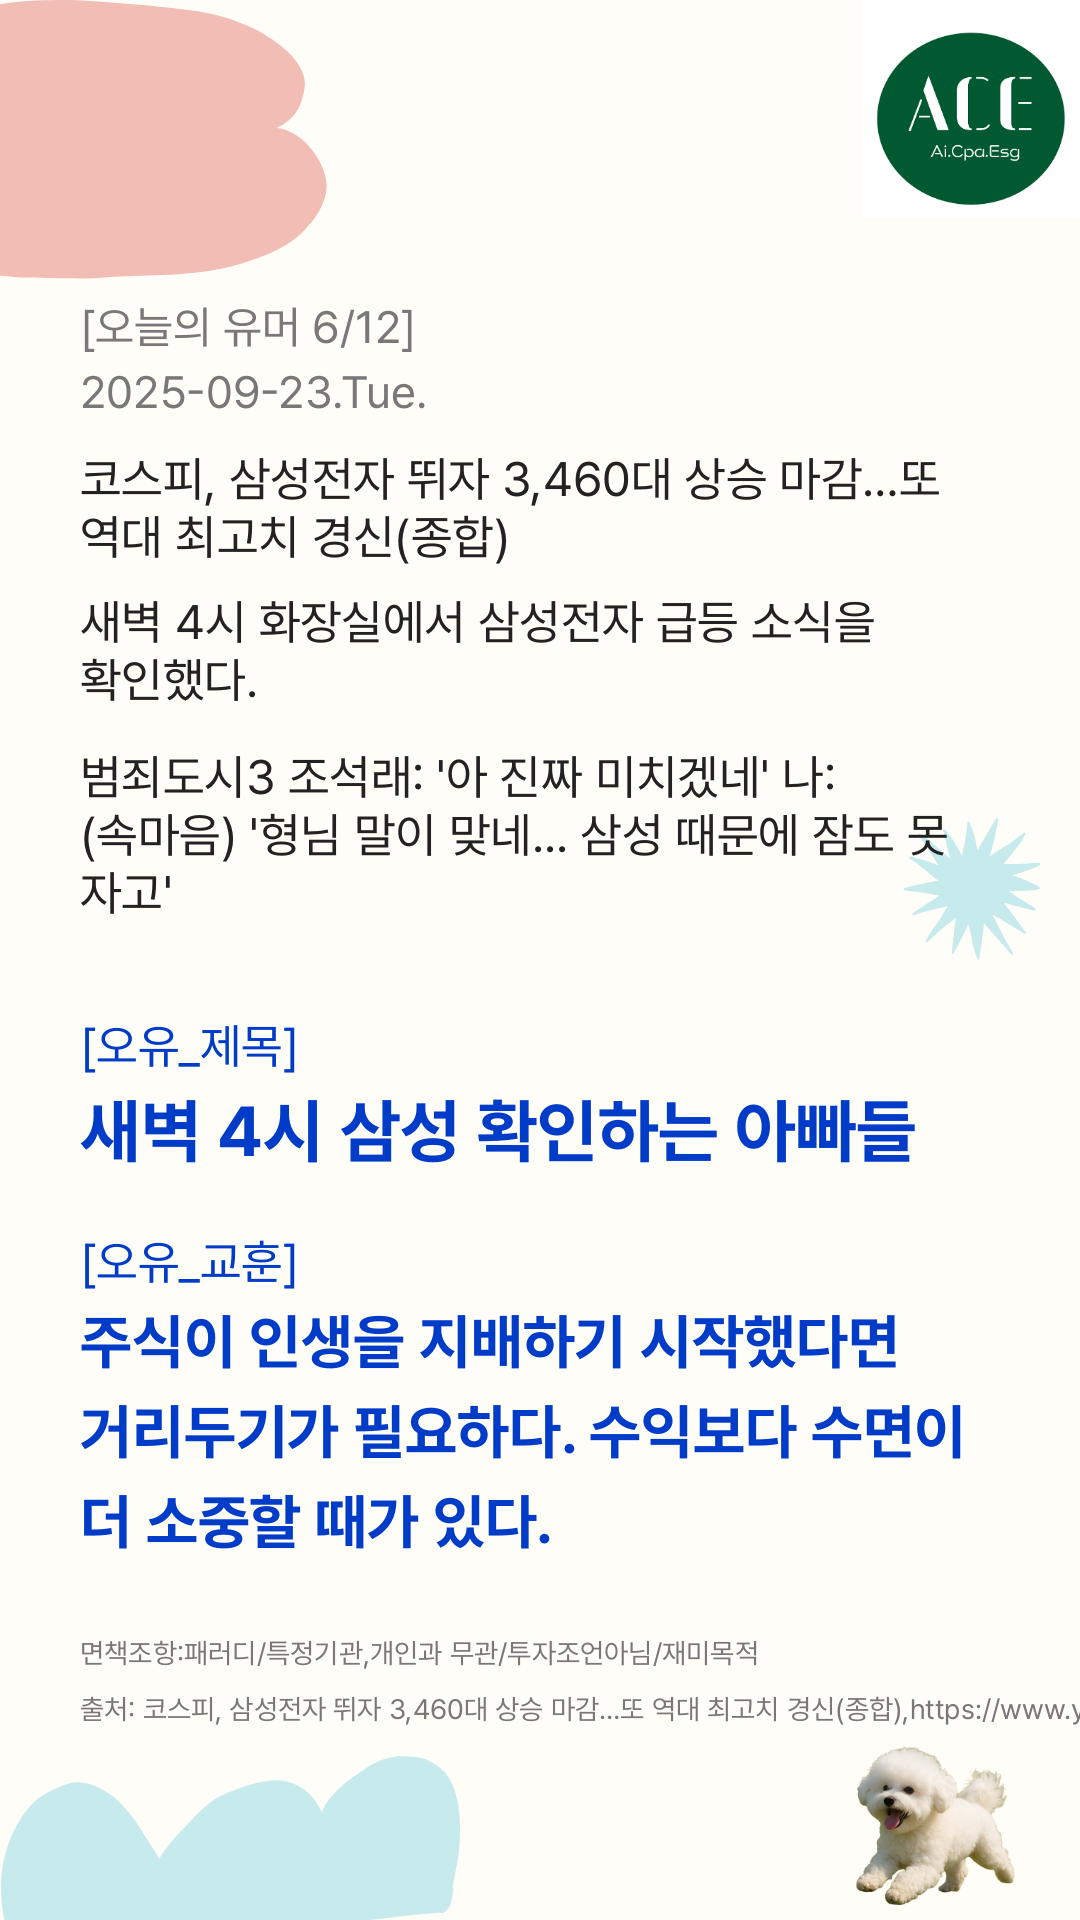 ACE
Ai.Cpa.Esg
[오늘의 유머 6/12]
2025-09-23.Tue.
코스피, 삼성전자 뛰자 3,460대 상승 마감…또
역대 최고치 경신(종합)
새벽 4시 화장실에서 삼성전자 급등 소식을
확인했다.
범죄도시3 조석래: '아 진짜 미치겠네' 나:
(속마음) '형님 말이 맞네... 삼성 때문에 잠도 못
자고'
[오유_제목]
새벽 4시 삼성 확인하는 아빠들
[오유_교훈]
주식이 인생을 지배하기 시작했다면
거리두기가 필요하다. 수익보다 수면이
더 소중할 때가 있다.
면책조항:패러디/특정기관,개인과 무관/투자조언아님/재미목적
출처: 코스피, 삼성전자 뛰자 3,460대 상승 마감…또 역대 최고치 경신(종합),https://www.y